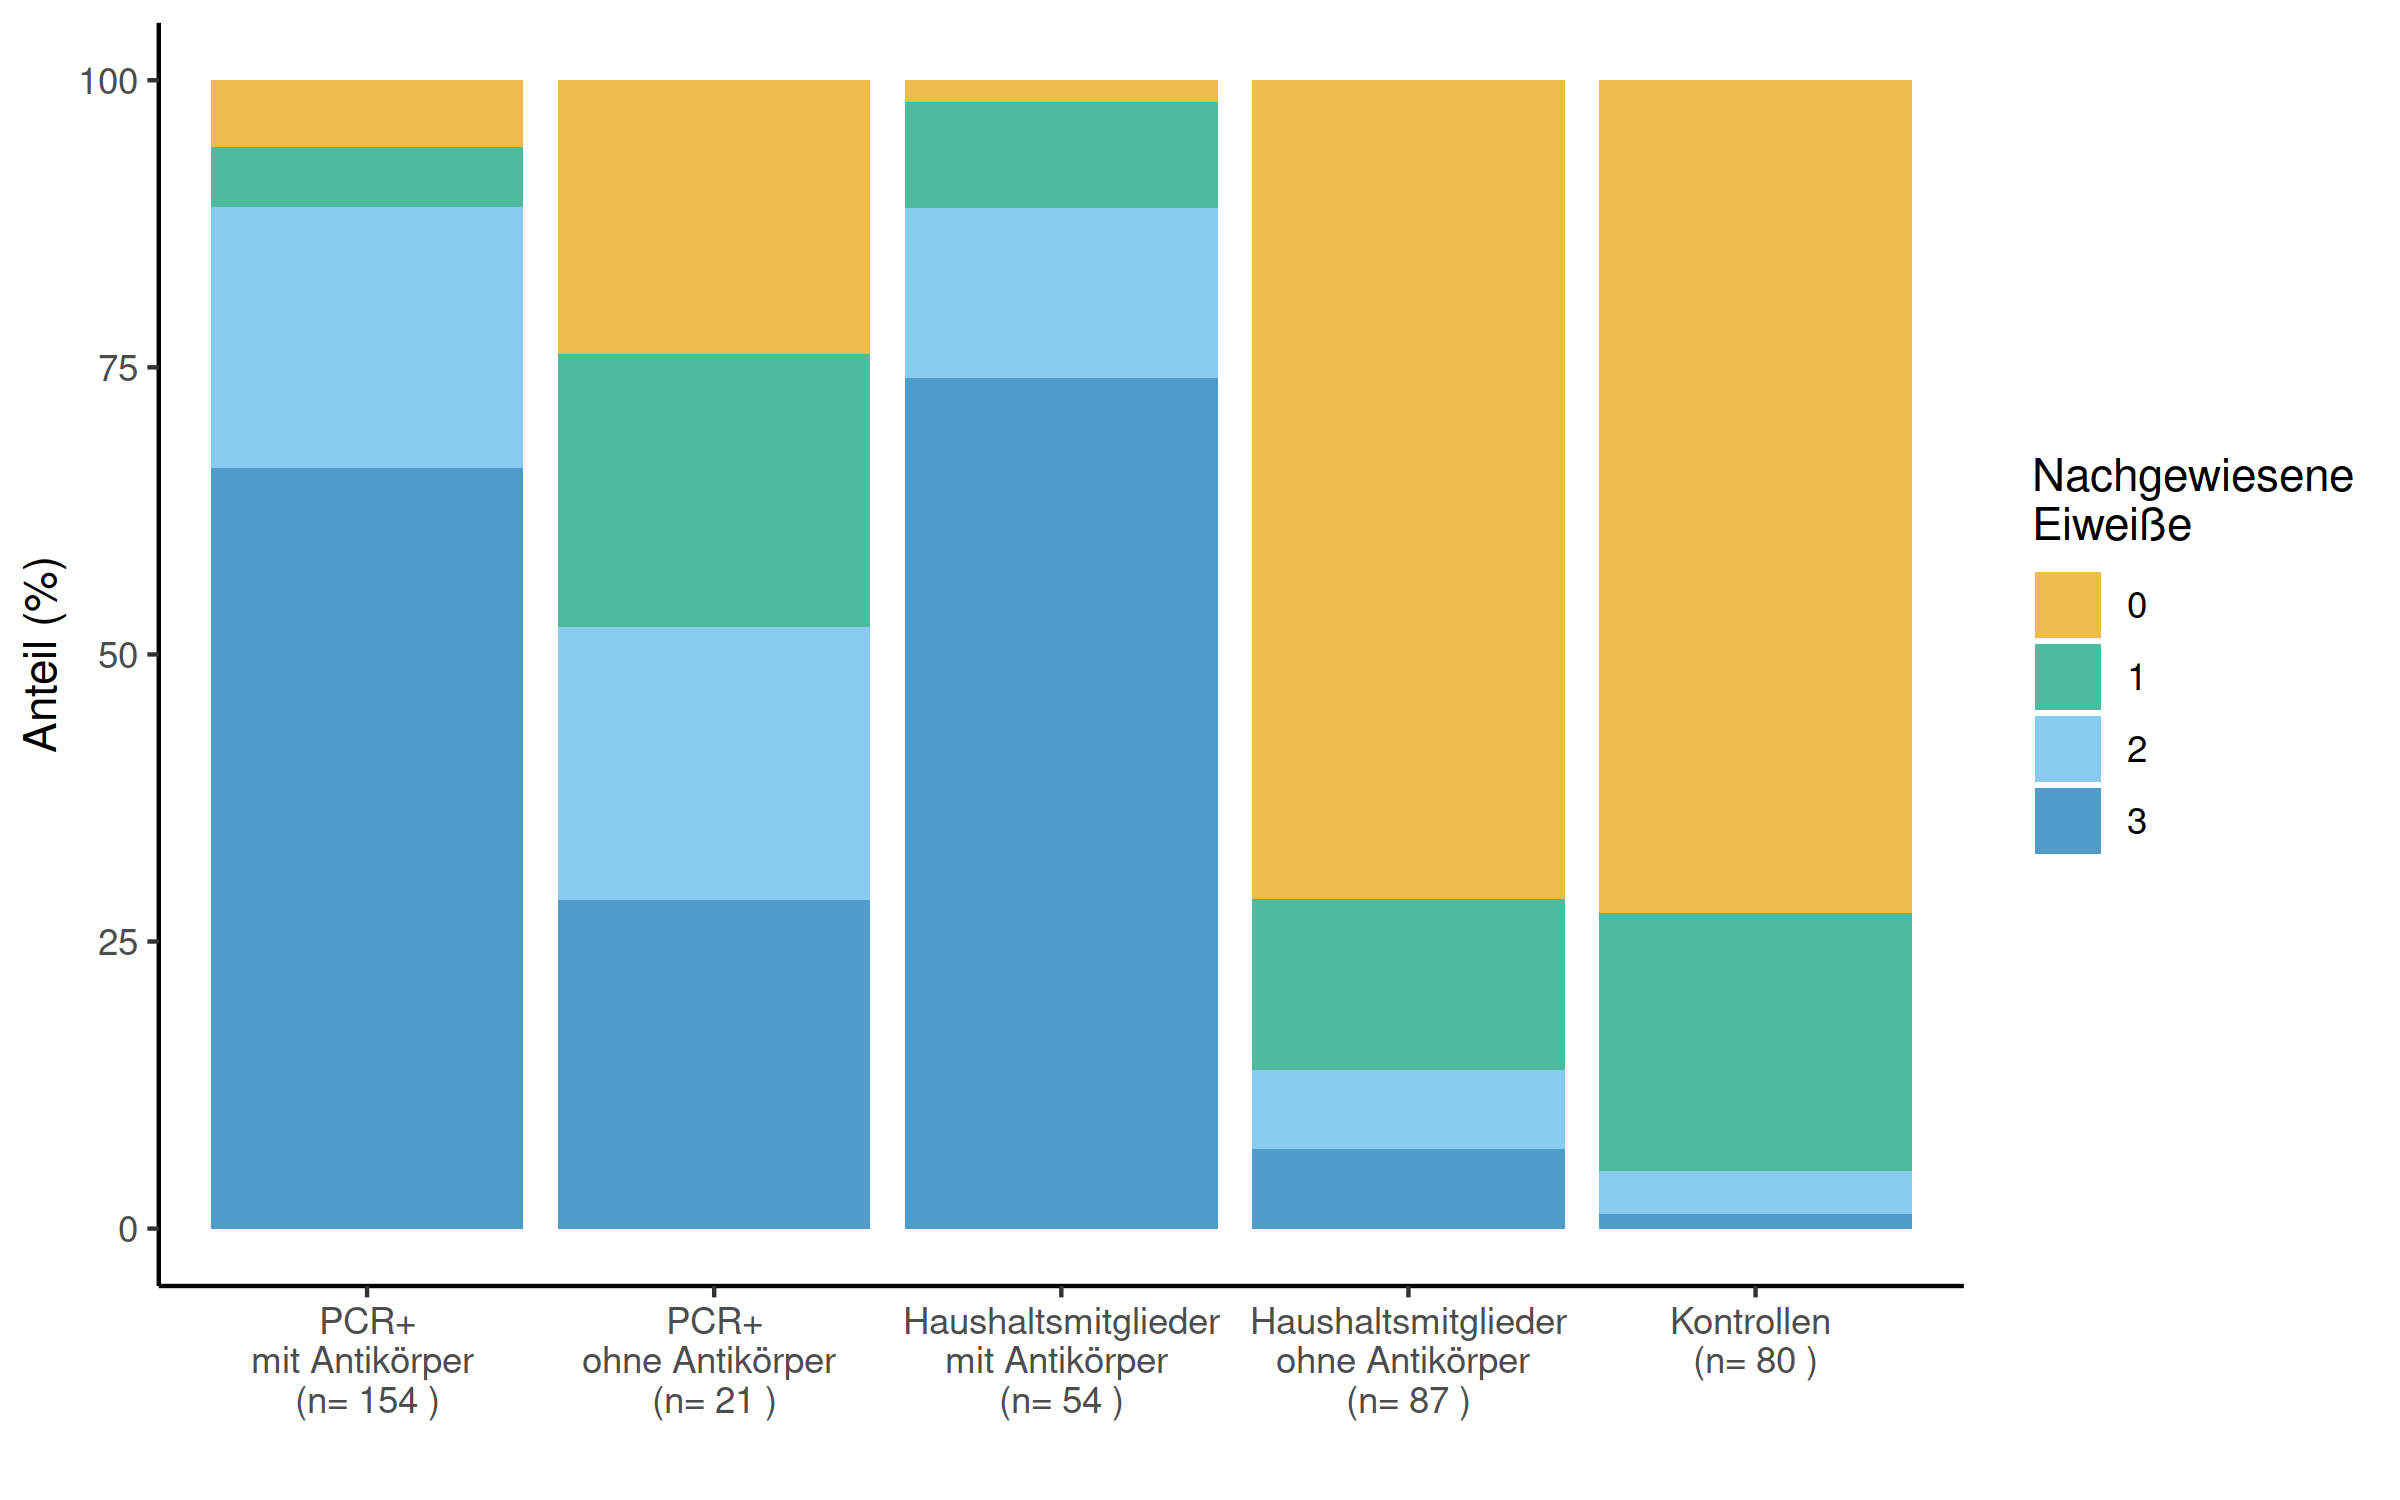 100
75
50
25
0
Anteil (%)
PCR+
mit Antikörper
(n= 154 )
PCR+
ohne Antikörper
(n= 21 )
Haushaltsmitglieder
mit Antikörper
(n= 54 )
Haushaltsmitglieder
ohne Antikörper
(n= 87 )
Kontrollen
(n= 80 )
Nachgewiesene
Eiweiße
0
1
2
3